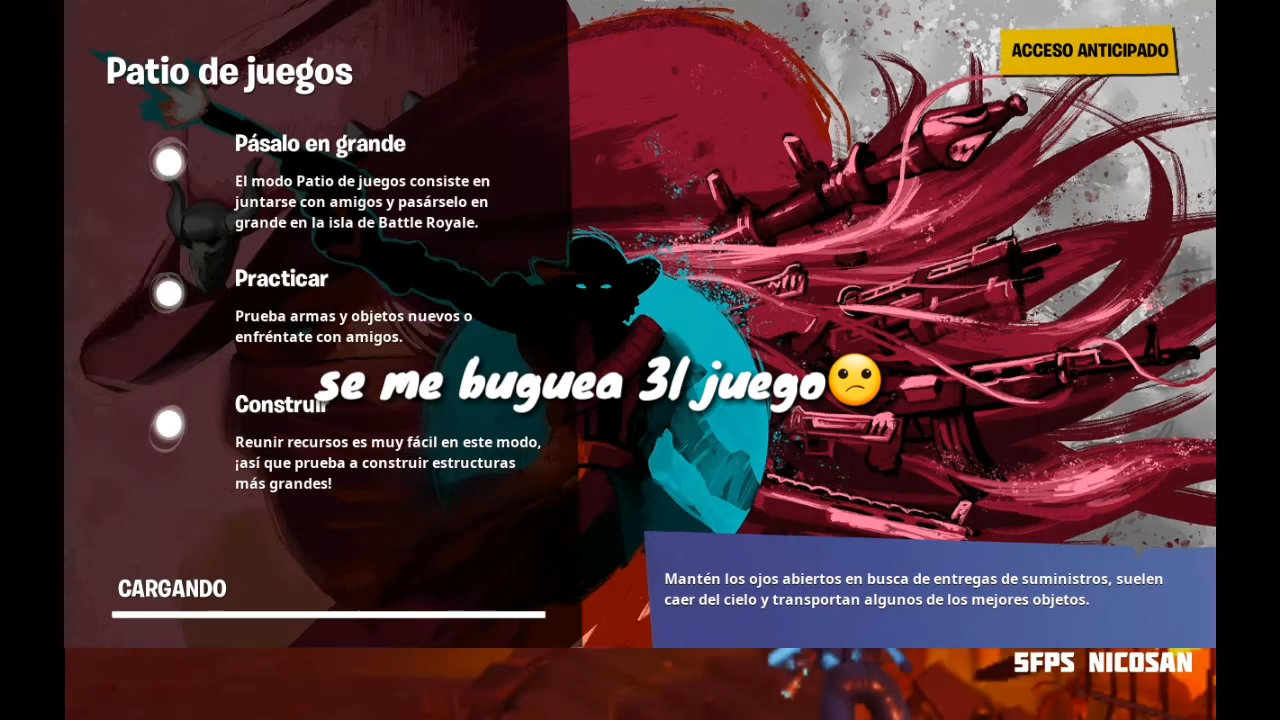 Patio de juegos
ACCESO ANTICIPADO
Pásalo en grande
El modo Patio de juegos consiste en
juntarse con amigos y pasárselo en
grande en la isla de Battle Royale.
Practicar
Prueba armas y objetos nuevos o
enfréntate con amigos.
se me buguea 3l juego😕
Construir
Reunir recursos es muy fácil en este modo,
¡así que prueba a construir estructuras
más grandes!
CARGANDO
Mantén los ojos abiertos en busca de entregas de suministros, suelen
caer del cielo y transportan algunos de los mejores objetos.
5FPS NICOSAN